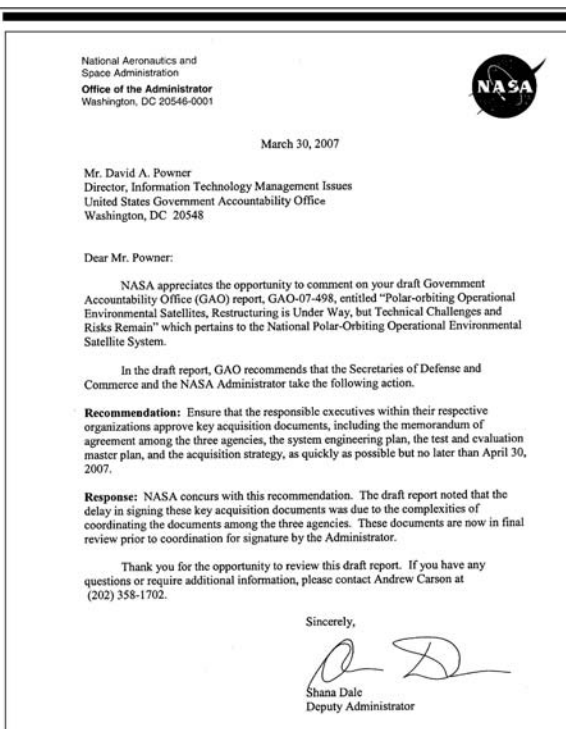 National Aeronautics and
Space Administration
Office of the Administrator
Washington, DC 20546-0001
NASA
March 30, 2007
Mr. David A. Powner
Director, Information Technology Management Issues
United States Government Accountability Office
Washington, DC 20548
Dear Mr. Powner:
NASA appreciates the opportunity to comment on your draft Government
Accountability Office (GAO) report, GAO-07-498, entitled “Polar-orbiting Operational
Environmental Satellites, Restructuring is Under Way, but Technical Challenges and
Risks Remain” which pertains to the National Polar-Orbiting Operational Environmental
Satellite System.
In the draft report, GAO recommends that the Secretaries of Defense and
Commerce and the NASA Administrator take the following action.
Recommendation: Ensure that the responsible executives within their respective
organizations approve key acquisition documents, including the memorandum of
agreement among the three agencies, the system engineering plan, the test and evaluation
master plan, and the acquisition strategy, as quickly as possible but no later than April 30,
2007.
Response: NASA concurs with this recommendation. The draft report noted that the
delay in signing these key acquisition documents was due to the complexities of
coordinating the documents among the three agencies. These documents are now in final
review prior to coordination for signature by the Administrator.
Thank you for the opportunity to review this draft report. If you have any
questions or require additional information, please contact Andrew Carson at
(202) 358-1702.
Sincerely,
Shana Dale
Deputy Administrator